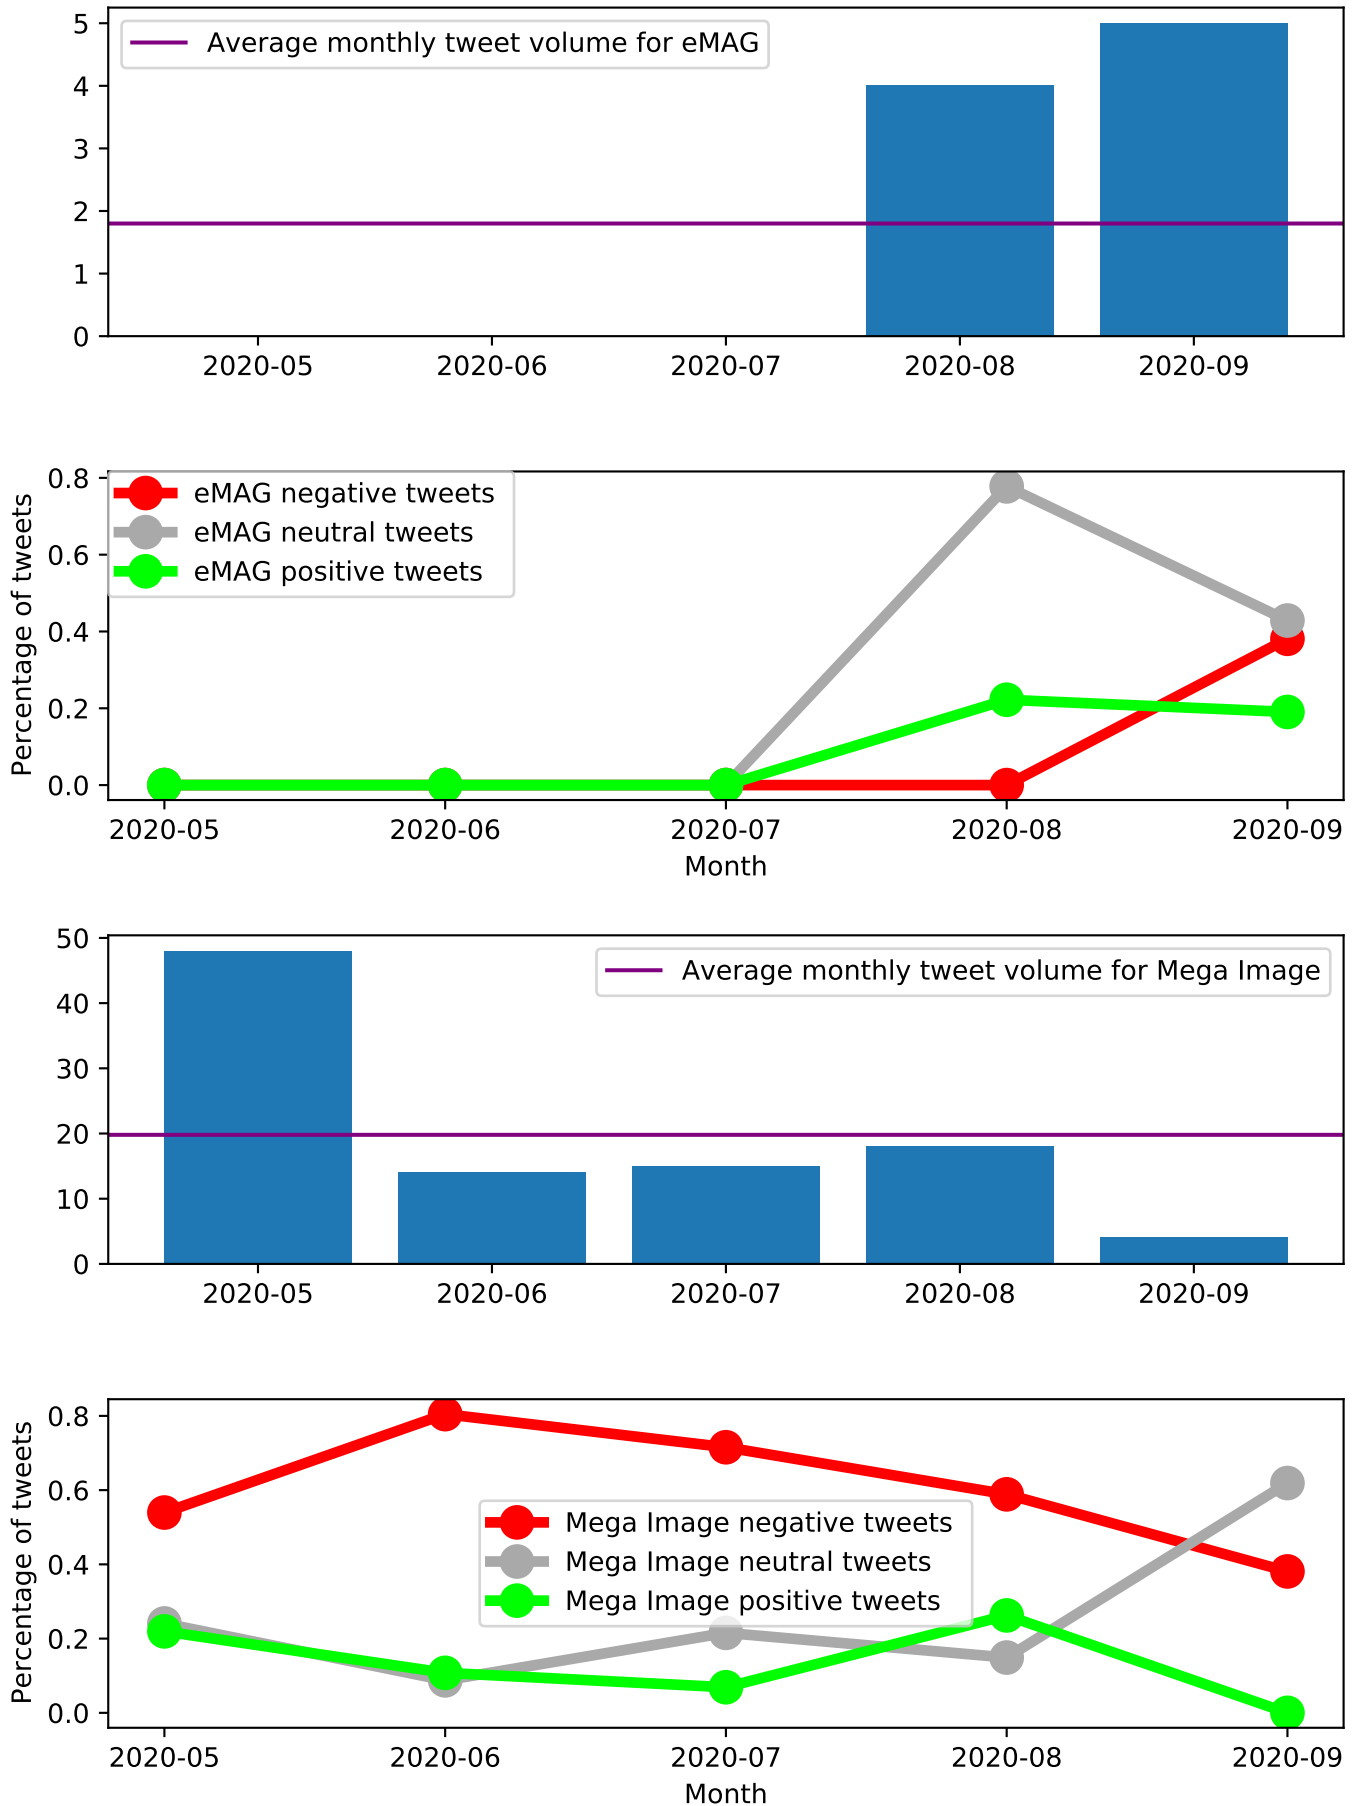 5
Average monthly tweet volume for eMAG
4
3
2
1
0
2020-05 2020-06 2020-07 2020-08 2020-09
0.8
eMAG negative tweets
eMAG neutral tweets
0.6
eMAG positive tweets
Percentage of tweets
0.4
0.2
0.0
2020-05 2020-06 2020-07 2020-08 2020-09
Month
50
Average monthly tweet volume for Mega Image
40
30
20
10
0
2020-05 2020-06 2020-07 2020-08 2020-09
0.8
0.6
Mega Image negative tweets
Percentage of tweets
0.4
Mega Image neutral tweets
Mega Image positive tweets
0.2
0.0
2020-05 2020-06 2020-07 2020-08 2020-09
Month